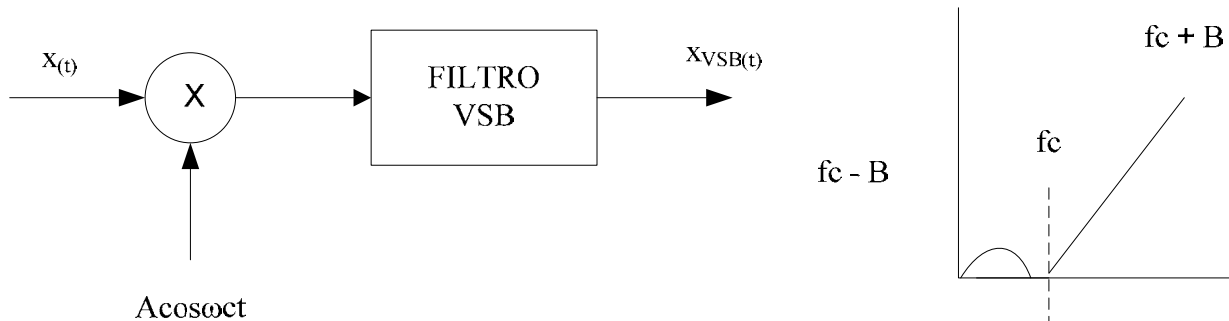 x(t)
X
FILTRO
VSB
xVSB(t)
Acosωct
fc + B
fc
fc - B